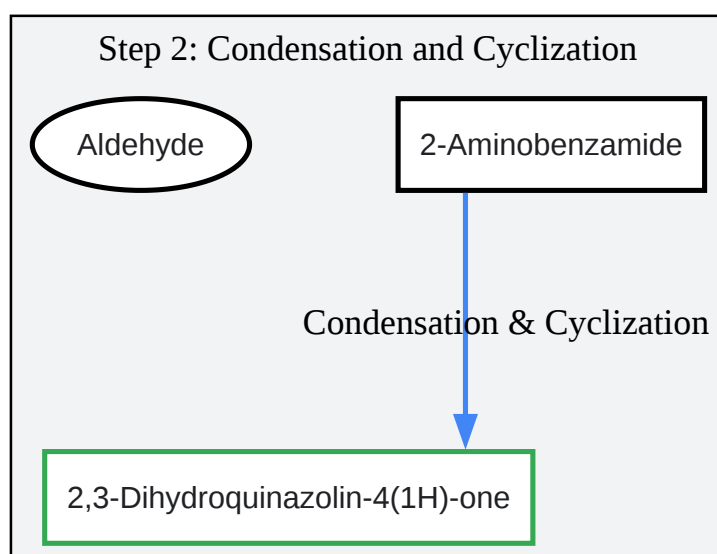 Step 2: Condensation and Cyclization
Aldehyde
2-Aminobenzamide
Condensation & Cyclization
2,3-Dihydroquinazolin-4(1H)-one